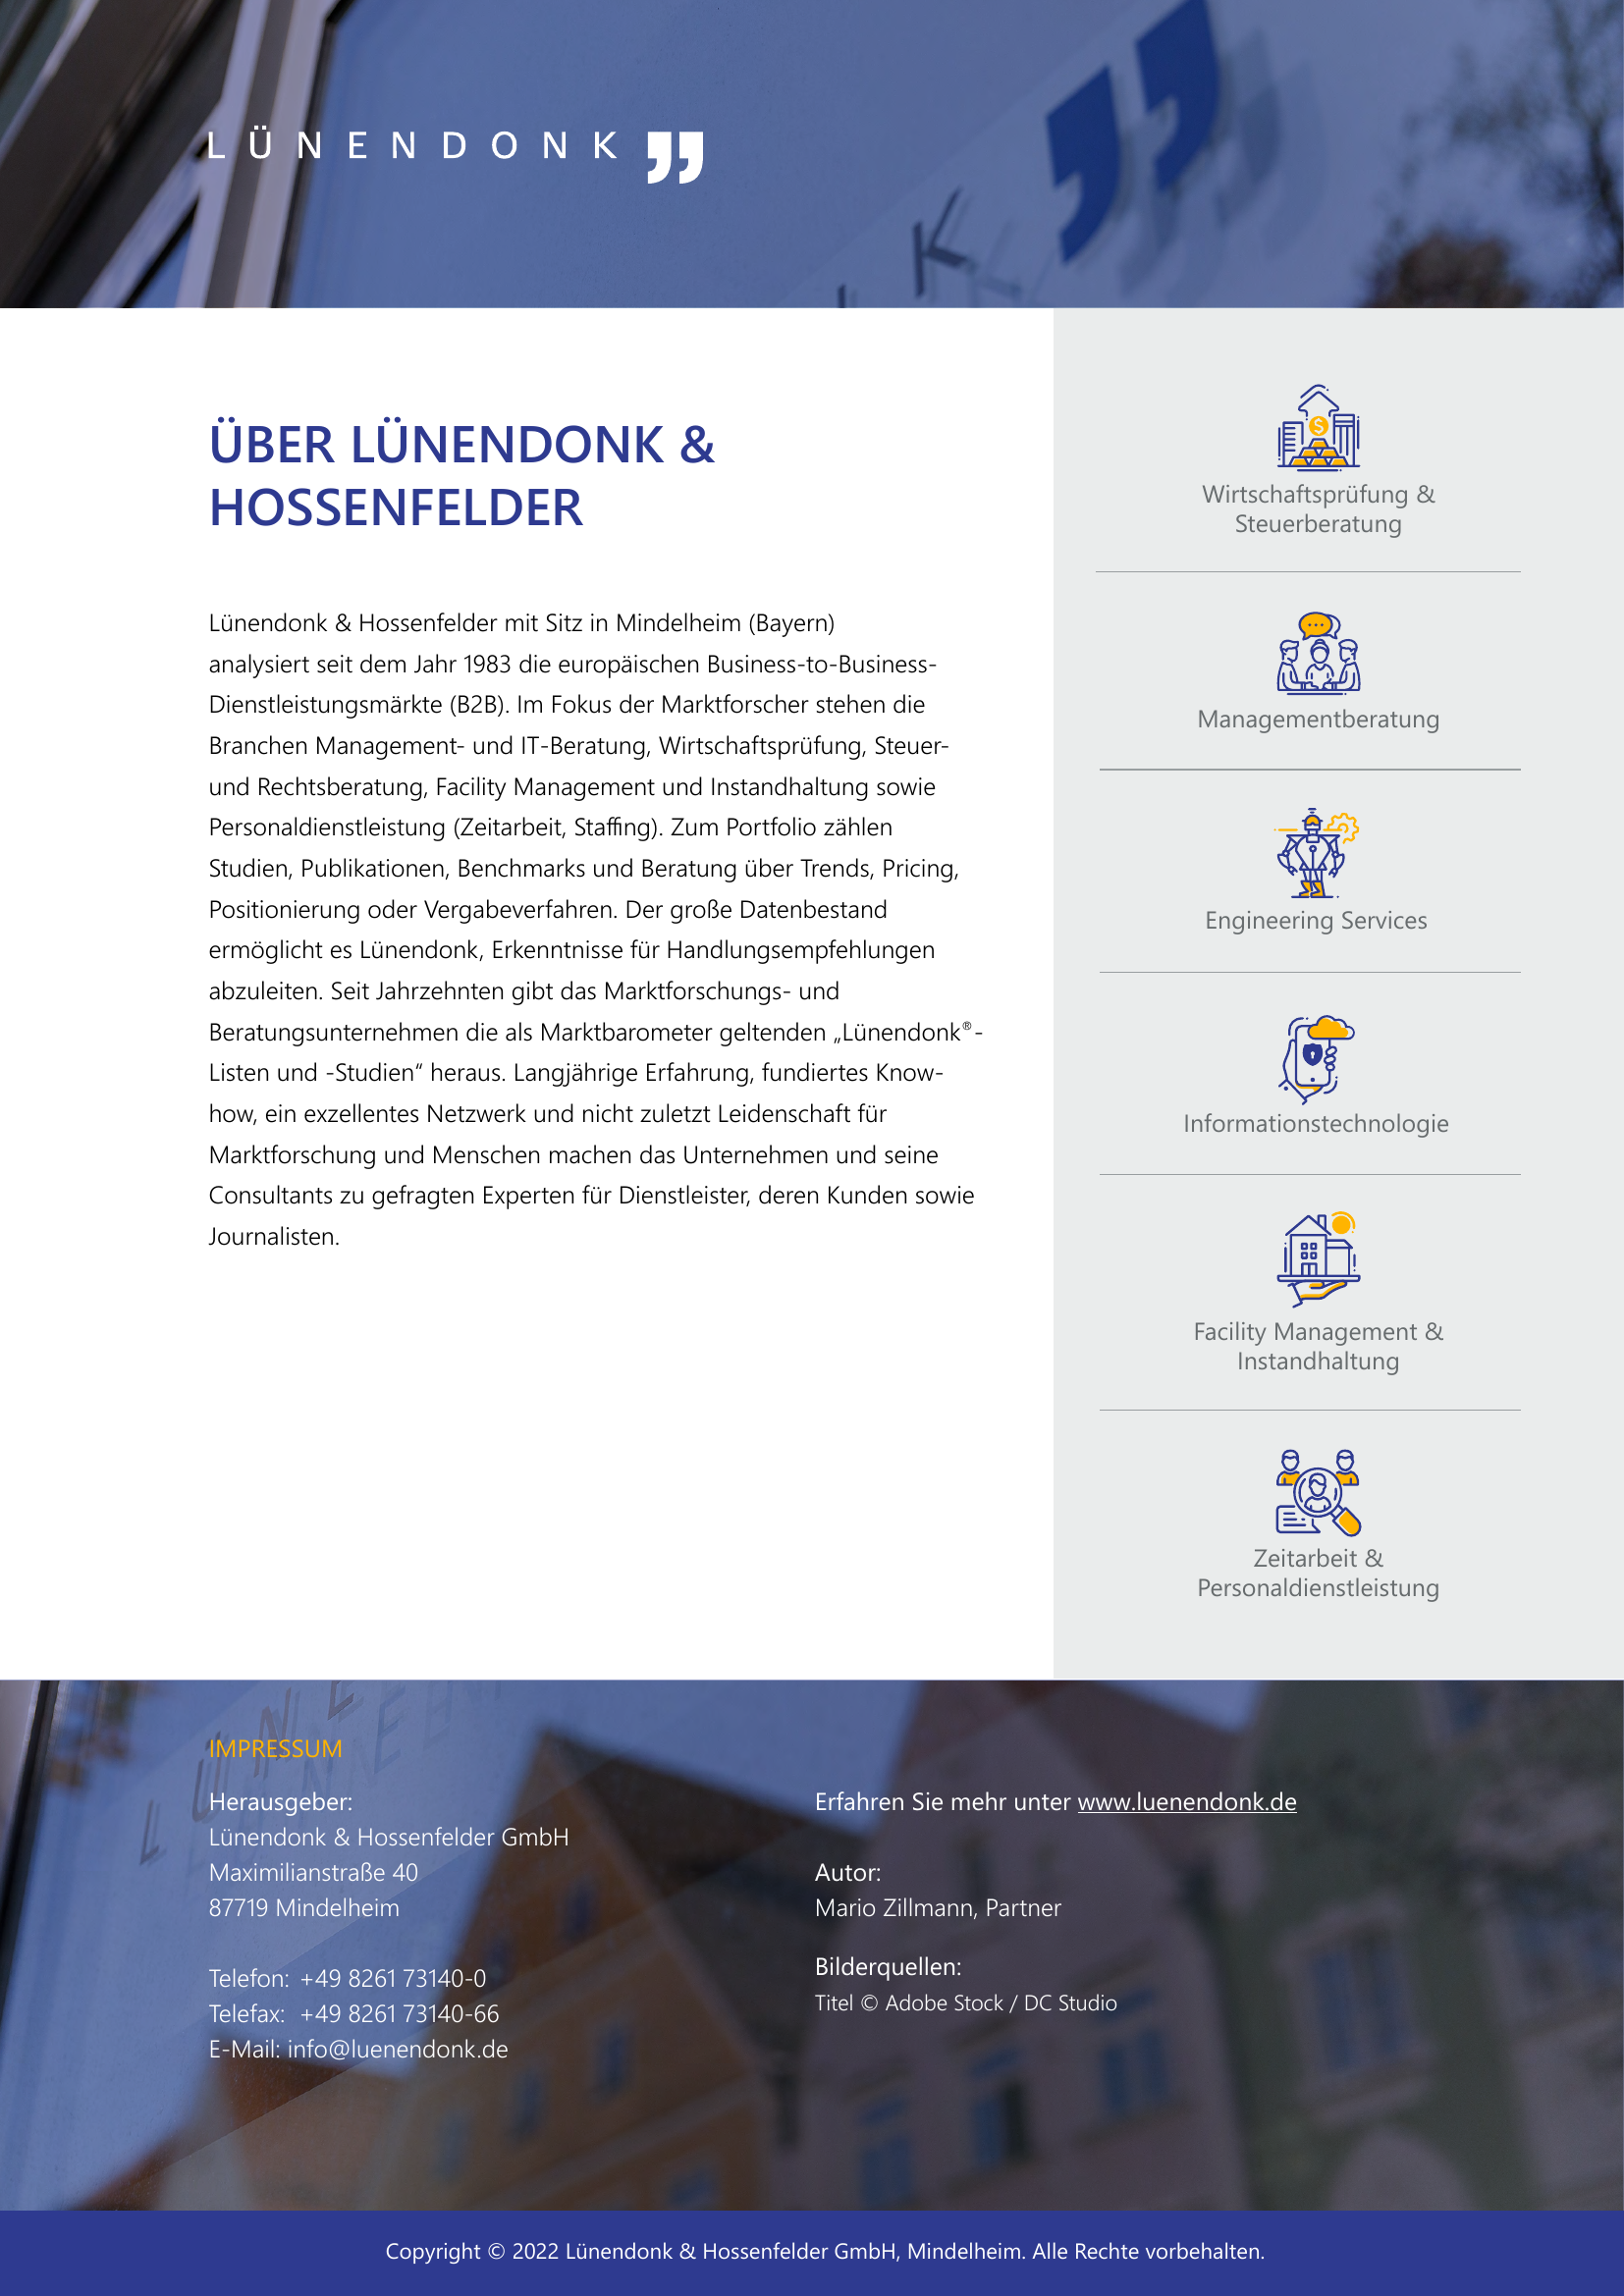 LÜNENDONK
ÜBER LÜNENDONK &
HOSSENFELDER
Lünendonk & Hossenfelder mit Sitz in Mindelheim (Bayern)
analysiert seit dem Jahr 1983 die europäischen Business-to-Business-
Dienstleistungsmärkte (B2B). Im Fokus der Marktforscher stehen die
Branchen Management- und IT-Beratung, Wirtschaftsprüfung, Steuer-
und Rechtsberatung, Facility Management und Instandhaltung sowie
Personaldienstleistung (Zeitarbeit, Staffing). Zum Portfolio zählen
Studien, Publikationen, Benchmarks und Beratung über Trends, Pricing,
Positionierung oder Vergabeverfahren. Der große Datenbestand
ermöglicht es Lünendonk, Erkenntnisse für Handlungsempfehlungen
abzuleiten. Seit Jahrzehnten gibt das Marktforschungs- und
Beratungsunternehmen die als Marktbarometer geltenden „Lünendonk®-
Listen und -Studien“ heraus. Langjährige Erfahrung, fundiertes Know-
how, ein exzellentes Netzwerk und nicht zuletzt Leidenschaft für
Marktforschung und Menschen machen das Unternehmen und seine
Consultants zu gefragten Experten für Dienstleister, deren Kunden sowie
Journalisten.
Wirtschaftsprüfung &
Steuerberatung
Managementberatung
Engineering Services
Informationstechnologie
Facility Management &
Instandhaltung
Zeitarbeit &
Personaldienstleistung
IMPRESSUM
Herausgeber:
Lünendonk & Hossenfelder GmbH
Maximilianstraße 40
87719 Mindelheim
Telefon: +49 8261 73140-0
Telefax: +49 8261 73140-66
E-Mail: info@luenendonk.de
Erfahren Sie mehr unter www.luenendonk.de
Autor:
Mario Zillmann, Partner
Bilderquellen:
Titel © Adobe Stock / DC Studio
Copyright © 2022 Lünendonk & Hossenfelder GmbH, Mindelheim. Alle Rechte vorbehalten.